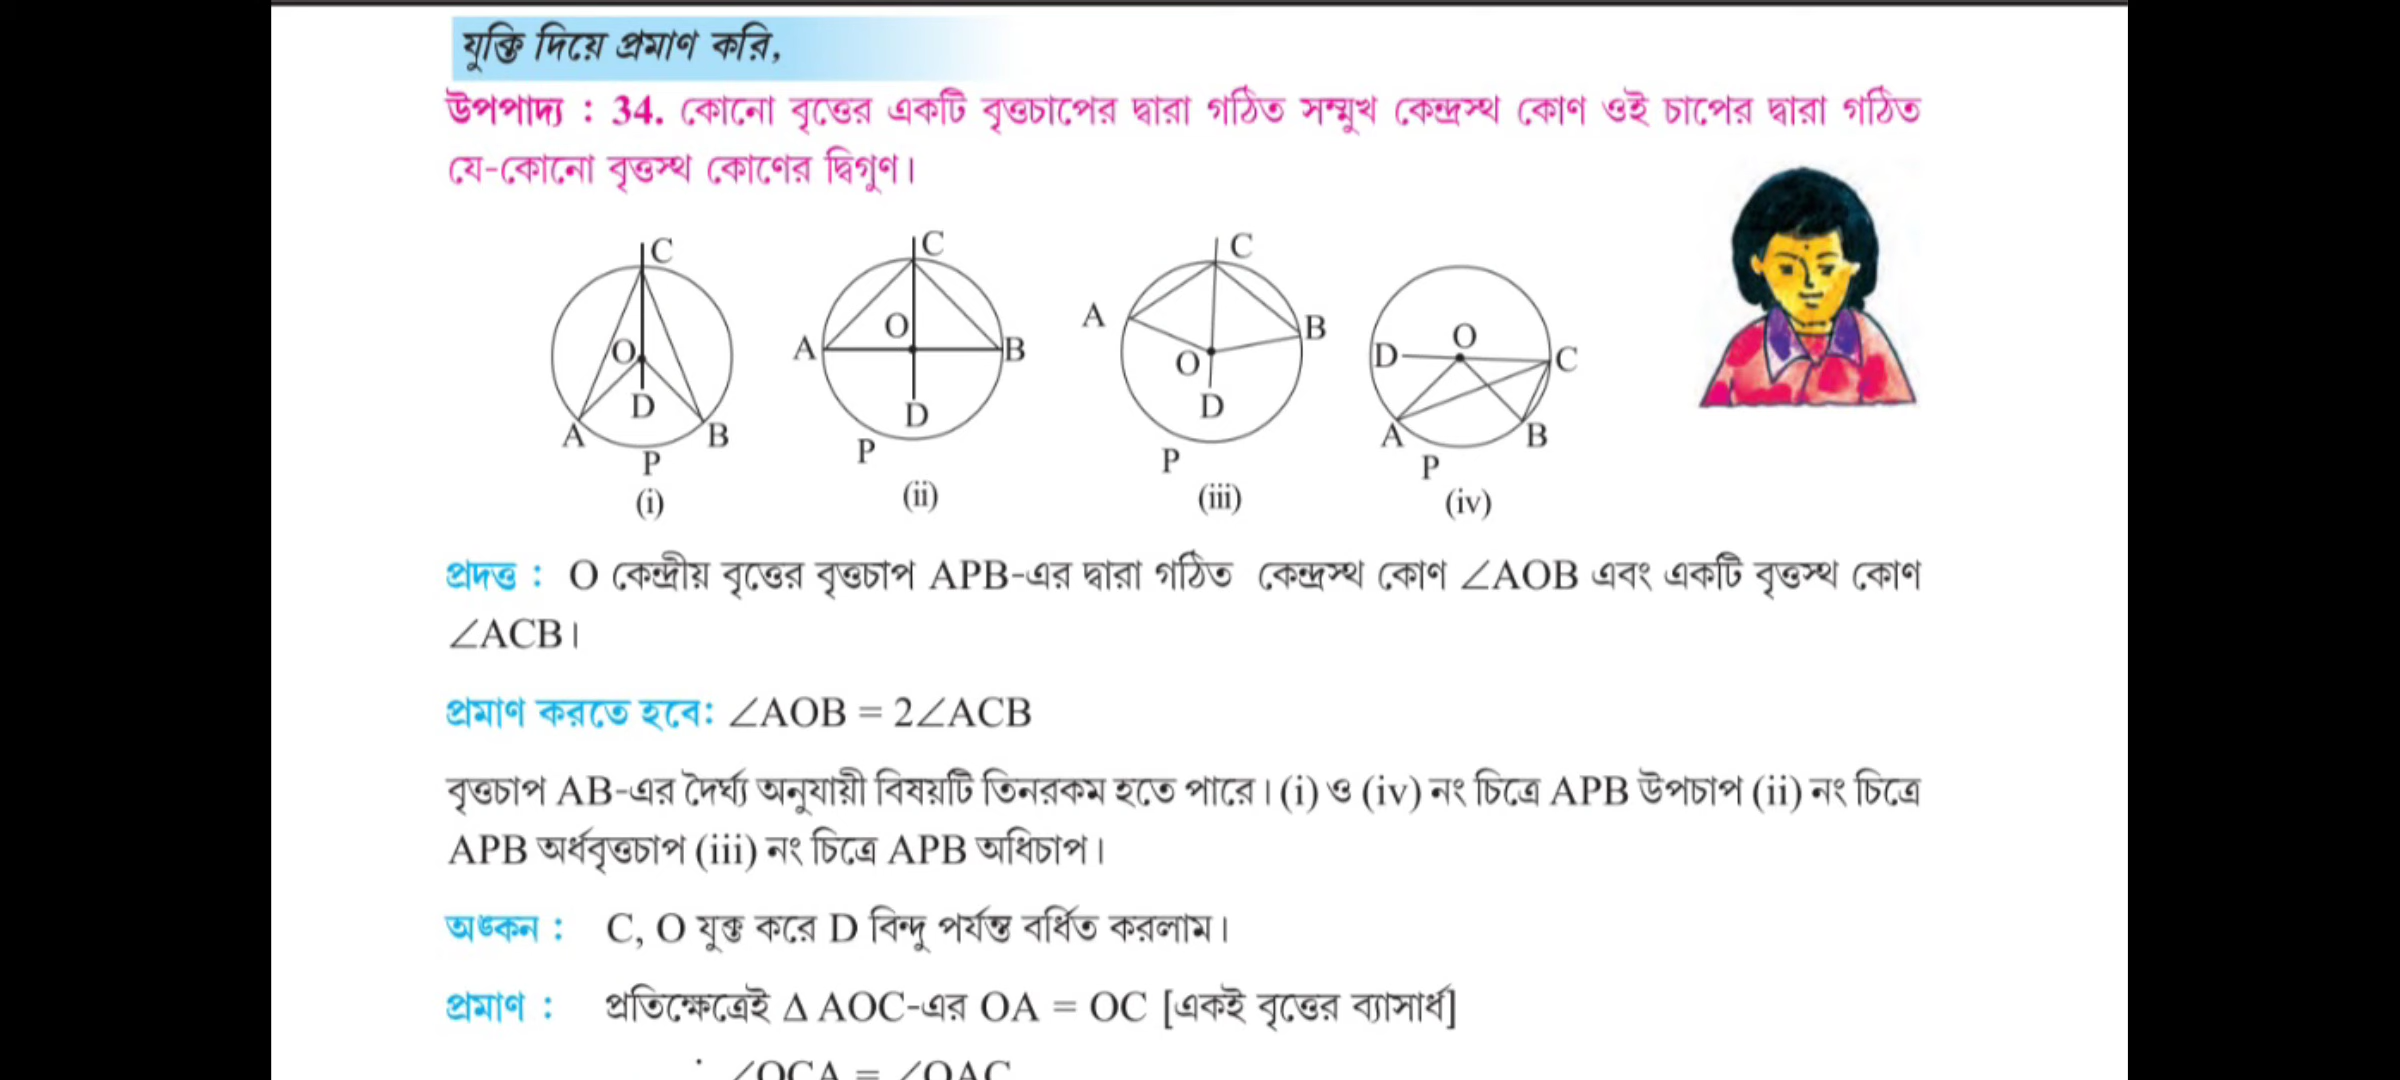 যুক্তি দিয়ে প্রমাণ করি,
উপপাদ্য : 34. কোনো বৃত্তের একটি বৃত্তচাপের দ্বারা গঠিত সম্মুখ কেন্দ্রস্থ কোণ ওই চাপের দ্বারা গঠিত
যে-কোনো বৃত্তস্থ কোণের দ্বিগুণ।
C
O
D
A
B
P
(i)
C
O
A
B
D
P
(ii)
C
A
B
O
D
P
(iii)
O
D
C
A
B
P
(iv)
প্রদত্ত : O কেন্দ্রীয় বৃত্তের বৃত্তচাপ APB-এর দ্বারা গঠিত কেন্দ্রস্থ কোণ ∠AOB এবং একটি বৃত্তস্থ কোণ
∠ACB।
প্রমাণ করতে হবে: ∠AOB = 2∠ACB
বৃত্তচাপ AB-এর দৈর্ঘ্য অনুযায়ী বিষয়টি তিনরকম হতে পারে। (i) ও (iv) নং চিত্রে APB উপচাপ (ii) নং চিত্রে
APB অর্ধবৃত্তচাপ (iii) নং চিত্রে APB অধিচাপ।
অঙ্কন : C, O যুক্ত করে D বিন্দু পর্যন্ত বর্ধিত করলাম।
প্রমাণ : প্রতিক্ষেত্রেই Δ AOC-এর OA = OC [একই বৃত্তের ব্যাসার্ধ]
∠OCA = ∠OAC